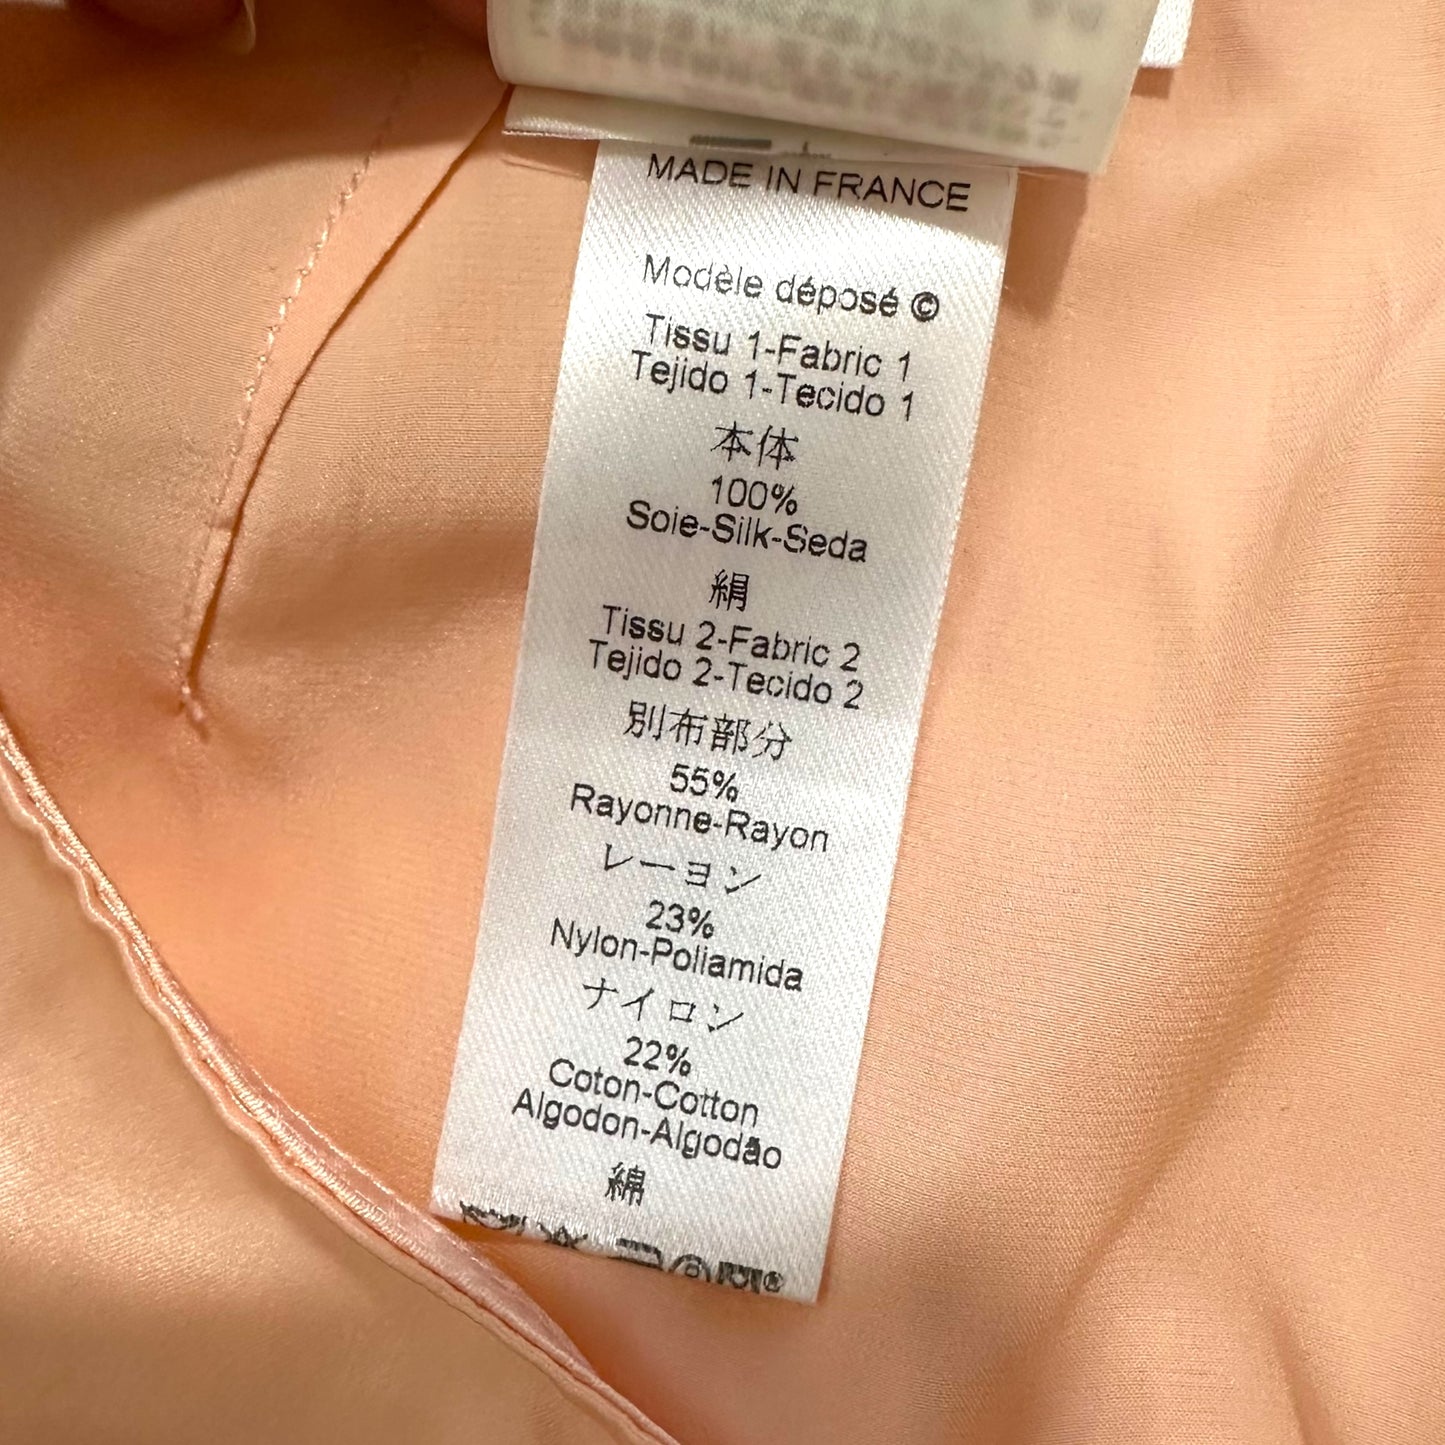 MADE IN FRANCE
Modèle déposé ©
Tissu 1-Fabric 1
Tejido 1-Tecido 1
本体
100%
Soie-Silk-Seda
絹
Tissu 2-Fabric 2
Tejido 2-Tecido 2
別布部分
55%
Rayonne-Rayon
レーヨン
23%
Nylon-Poliamida
ナイロン
22%
Coton-Cotton
Algodon-Algodão
綿